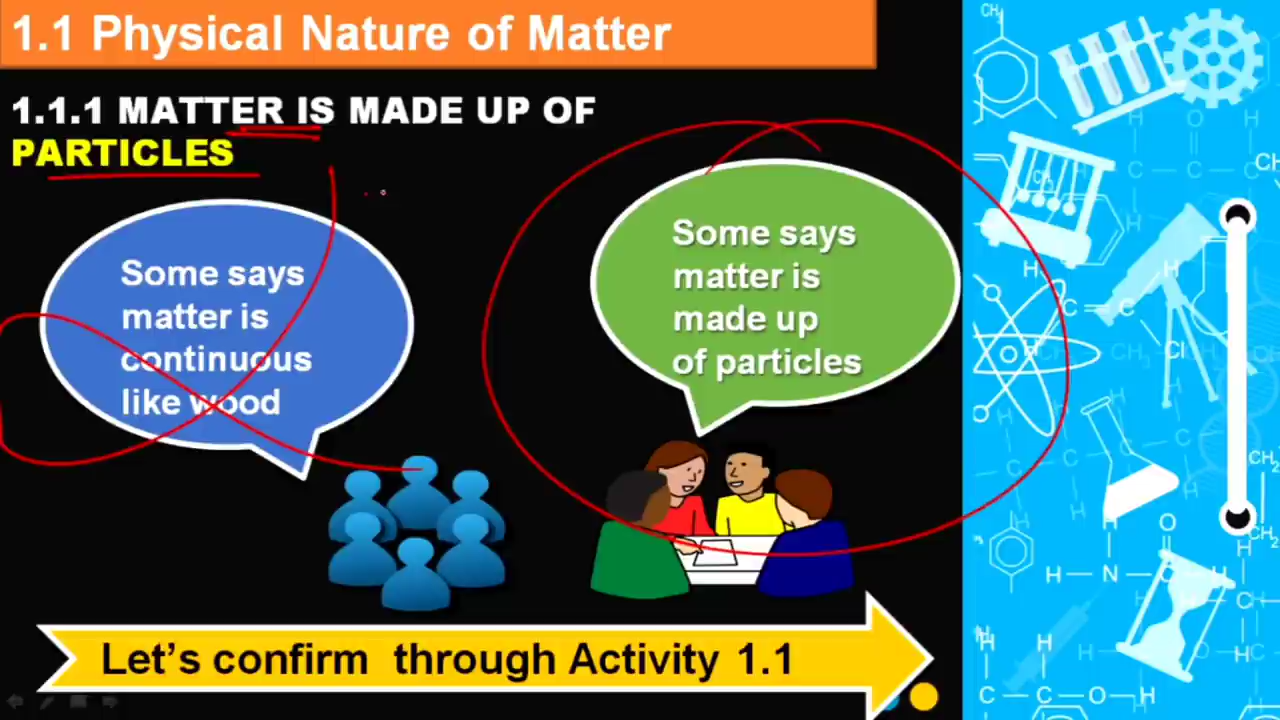 1.1 Physical Nature of Matter
1.1.1 MATTER IS MADE UP OF
PARTICLES
Some says
matter is
continuous
like wood
Some says
matter is
made up
of particles
Let's confirm through Activity 1.1